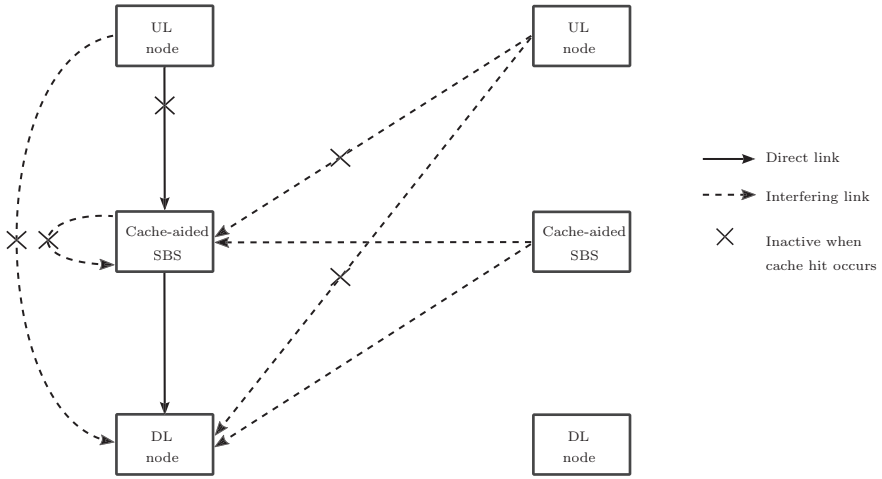 UL
node
UL
node
Direct link
Interfering link
Cache-aided
SBS
Cache-aided
SBS
Inactive when
cache hit occurs
DL
node
DL
node